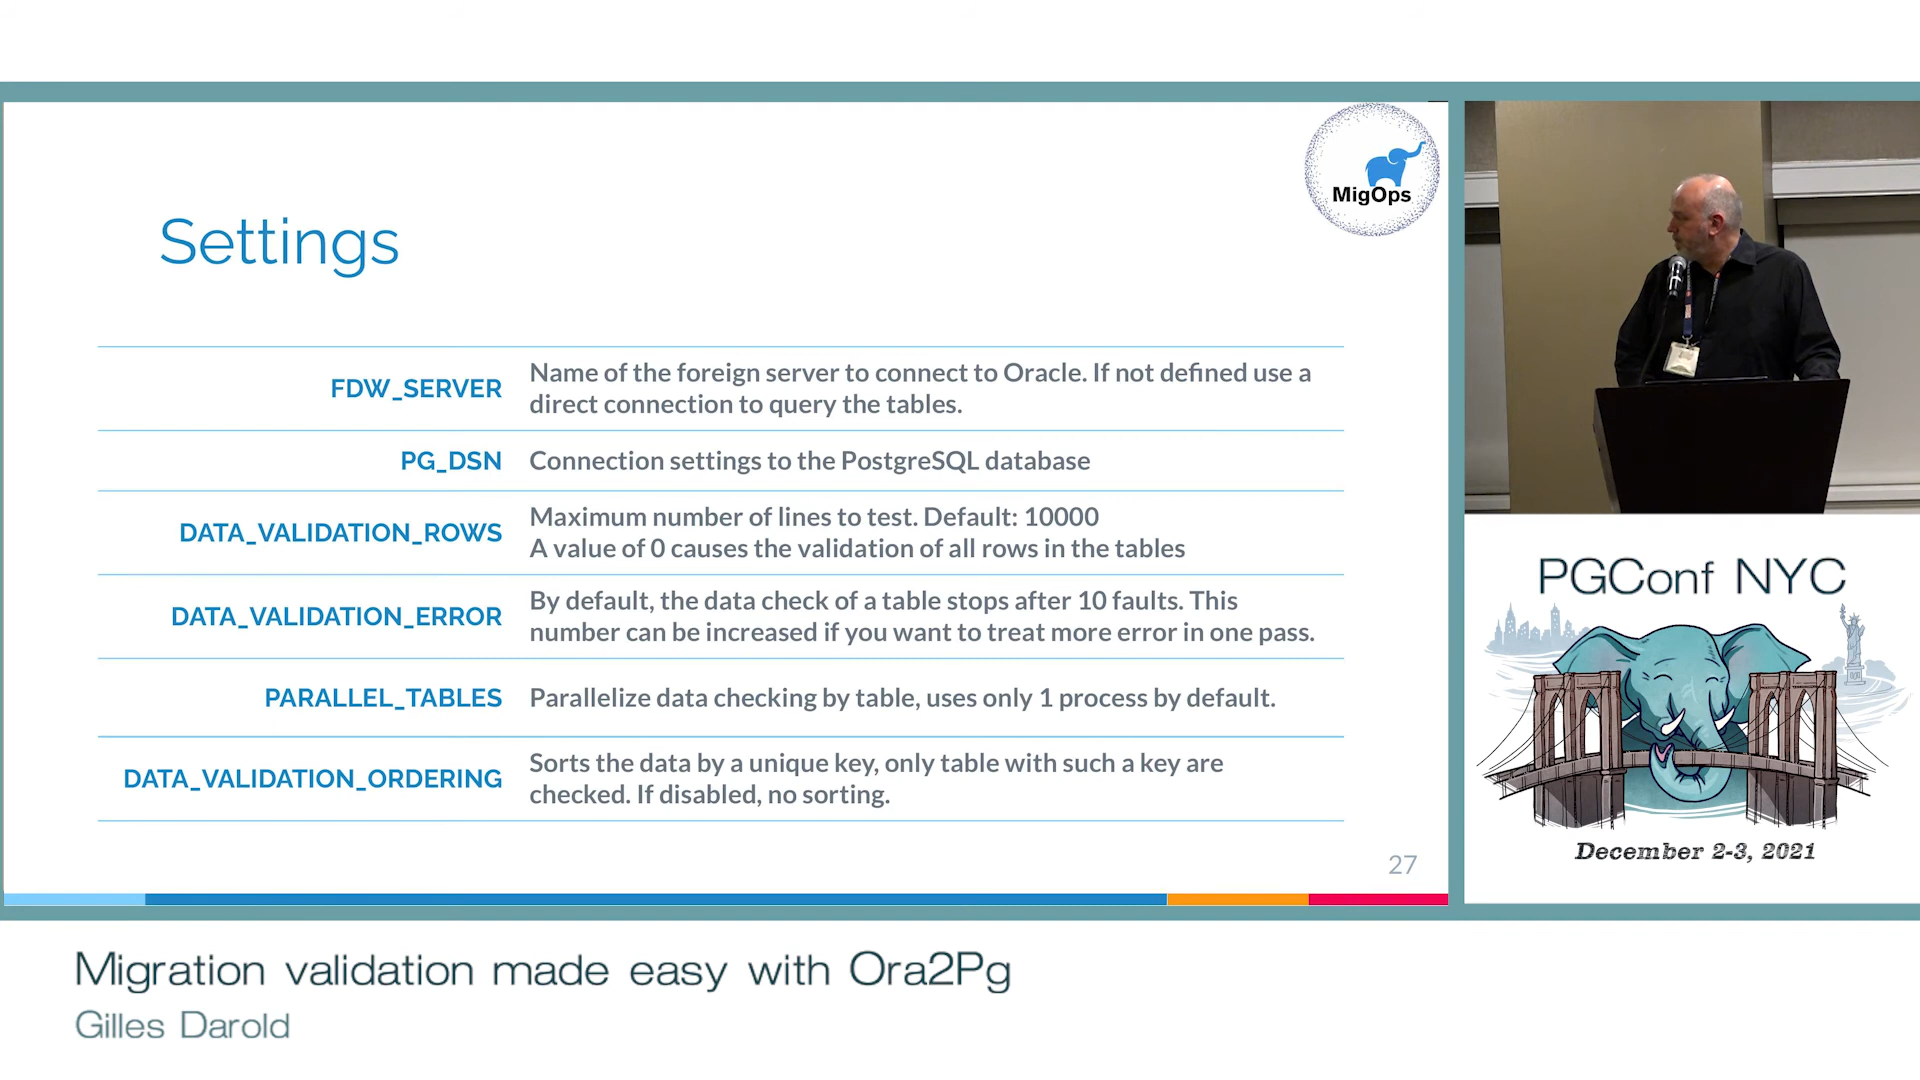 MigOps
Settings
FDW_SERVER
Name of the foreign server to connect to Oracle. If not defined use a
direct connection to query the tables.
PG_DSN
Connection settings to the PostgreSQL database
DATA_VALIDATION_ROWS
Maximum number of lines to test. Default: 10000
A value of 0 causes the validation of all rows in the tables
DATA_VALIDATION_ERROR
By default, the data check of a table stops after 10 faults. This
number can be increased if you want to treat more error in one pass.
PARALLEL_TABLES
Parallelize data checking by table, uses only 1 process by default.
DATA_VALIDATION_ORDERING
Sorts the data by a unique key, only table with such a key are
checked. If disabled, no sorting.
27
PGConf NYC
December 2-3, 2021
Migration validation made easy with Ora2Pg
Gilles Darold